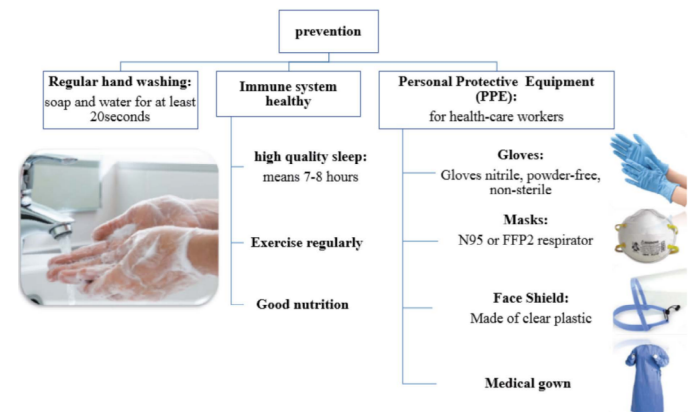 prevention
Regular hand washing:
soap and water for at least
20seconds
Immune system
healthy
high quality sleep:
means 7-8 hours
Exercise regularly
Good nutrition
Personal Protective Equipment
(PPE):
for health-care workers
Gloves:
Gloves nitrile, powder-free,
non-sterile
Masks:
N95 or FFP2 respirator
Face Shield:
Made of clear plastic
Medical gown